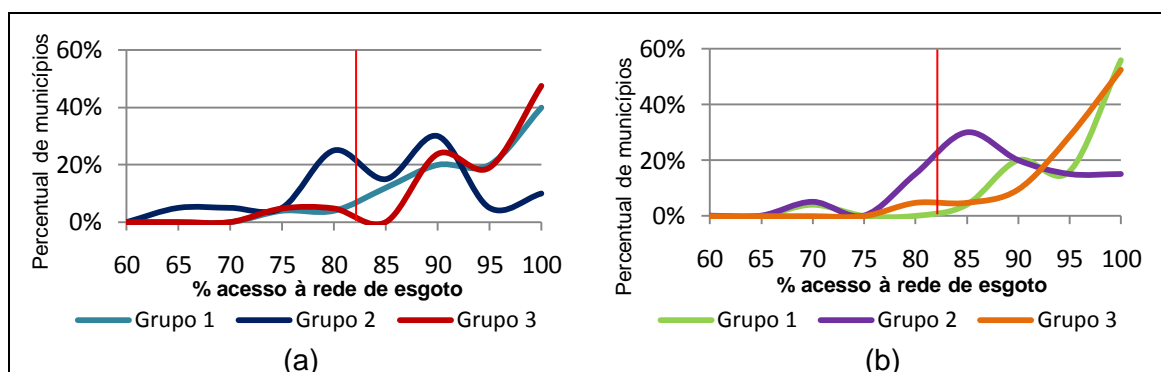 Percentual de municípios
60%
40%
20%
0%
60 65 70 75 80 85 90 95 100
% acesso à rede de esgoto
Grupo 1 Grupo 2 Grupo 3
(a)
Percentual de municípios
60%
40%
20%
0%
60 65 70 75 80 85 90 95 100
% acesso à rede de esgoto
Grupo 1 Grupo 2 Grupo 3
(b)